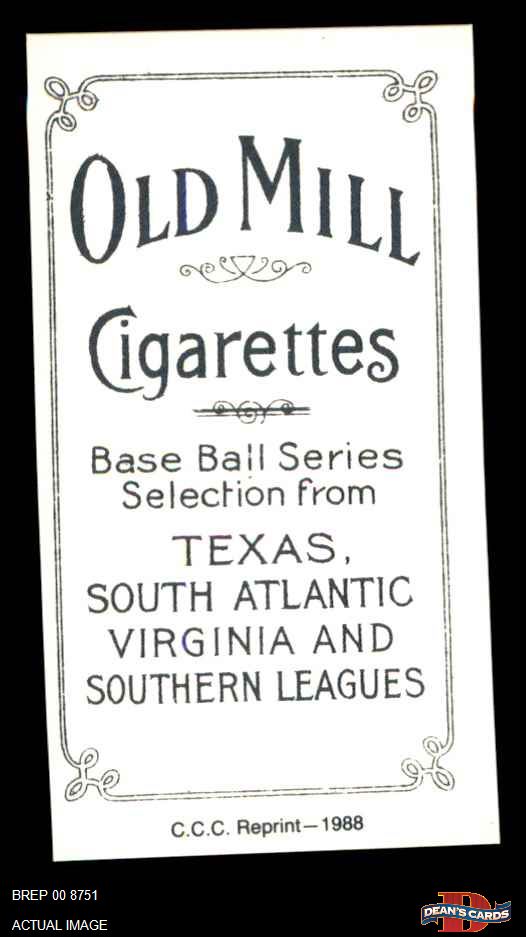 OLD MILL
Cigarettes
Base Ball Series
Selection from
TEXAS,
SOUTH ATLANTIC
VIRGINIA AND
SOUTHERN LEAGUES
C.C.C. Reprint—1988
BREP 00 8751
ACTUAL IMAGE
D
DEAN'S CARDS